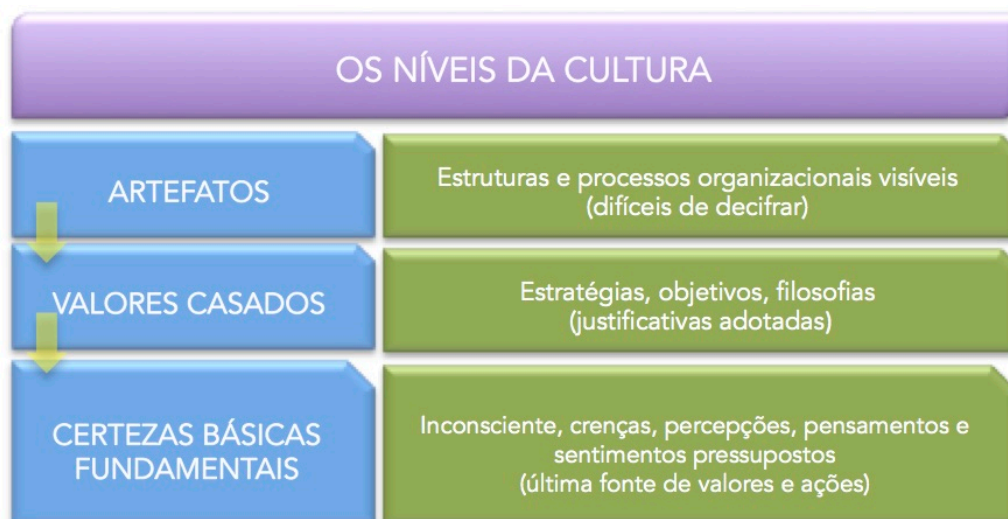 OS NÍVEIS DA CULTURA
ARTEFATOS
Estruturas e processos organizacionais visíveis
(difíceis de decifrar)
VALORES CASADOS
Estratégias, objetivos, filosofias
(justificativas adotadas)
CERTEZAS BÁSICAS
FUNDAMENTAIS
Inconsciente, crenças, percepções, pensamentos e
sentimentos pressupostos
(última fonte de valores e ações)